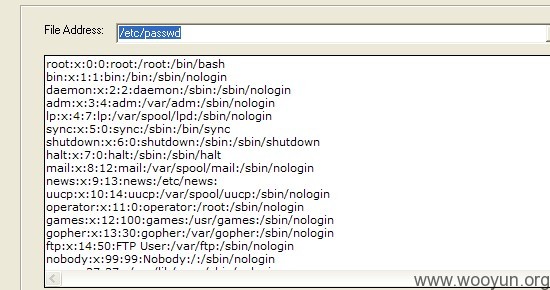 File Address: /etc/passwd
root:x:0:0:root:/root:/bin/bash
bin:x:1:1:bin:/bin:/sbin/nologin
daemon:x:2:2:daemon:/sbin:/sbin/nologin
adm:x:3:4:adm:/var/adm:/sbin/nologin
lp:x:4:7:lp:/var/spool/lpd:/sbin/nologin
sync:x:5:0:sync:/sbin:/bin/sync
shutdown:x:6:0:shutdown:/sbin:/sbin/shutdown
halt:x:7:0:halt:/sbin:/sbin/halt
mail:x:8:12:mail:/var/spool/mail:/sbin/nologin
news:x:9:13:news:/etc/news:
uucp:x:10:14:uucp:/var/spool/uucp:/sbin/nologin
operator:x:11:0:operator:/root:/sbin/nologin
games:x:12:100:games:/usr/games:/sbin/nologin
gopher:x:13:30:gopher:/var/gopher:/sbin/nologin
ftp:x:14:50:FTP User:/var/ftp:/sbin/nologin
nobody:x:99:99:Nobody:/:/sbin/nologin
www.wooyun.org